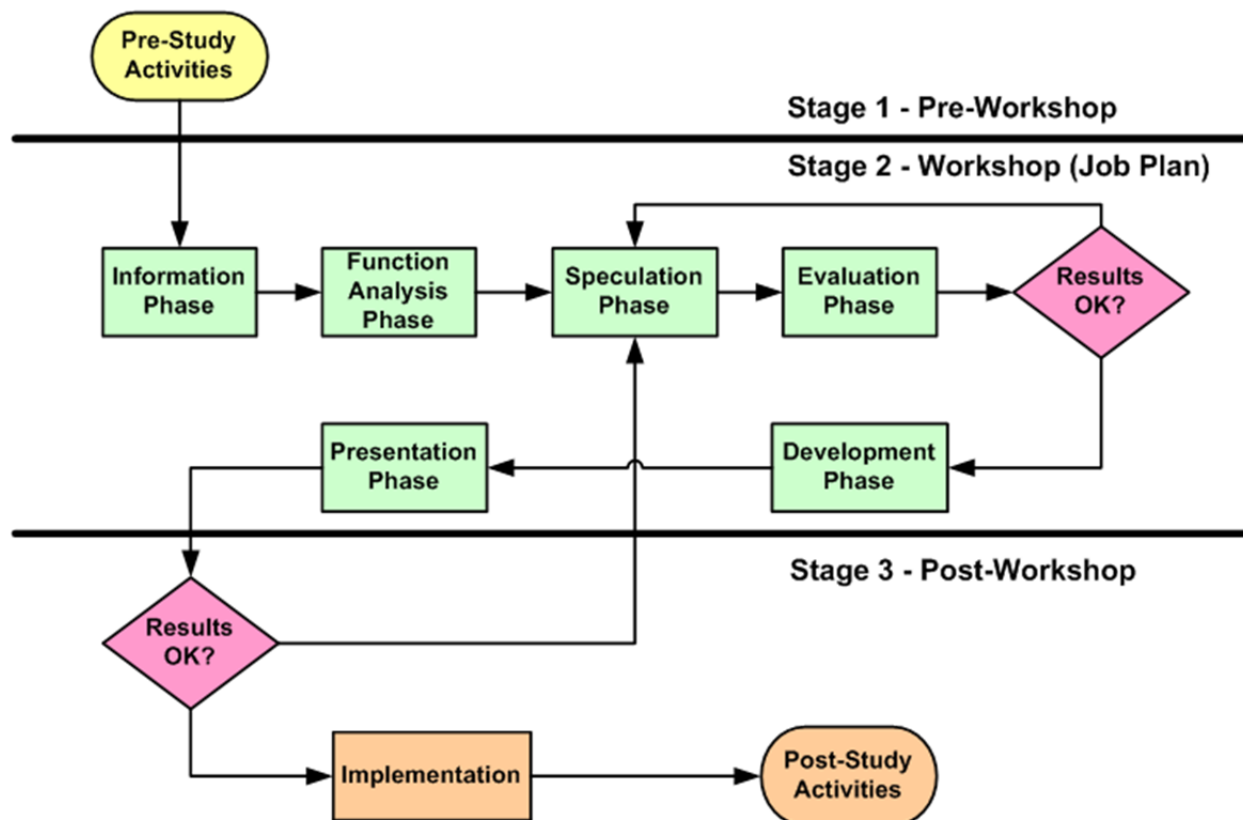 Pre-Study
Activities
Stage 1 - Pre-Workshop
Stage 2 - Workshop (Job Plan)
Information
Phase
Function
Analysis
Phase
Speculation
Phase
Evaluation
Phase
Results
OK?
Presentation
Phase
Development
Phase
Stage 3 - Post-Workshop
Results
OK?
Implementation
Post-Study
Activities